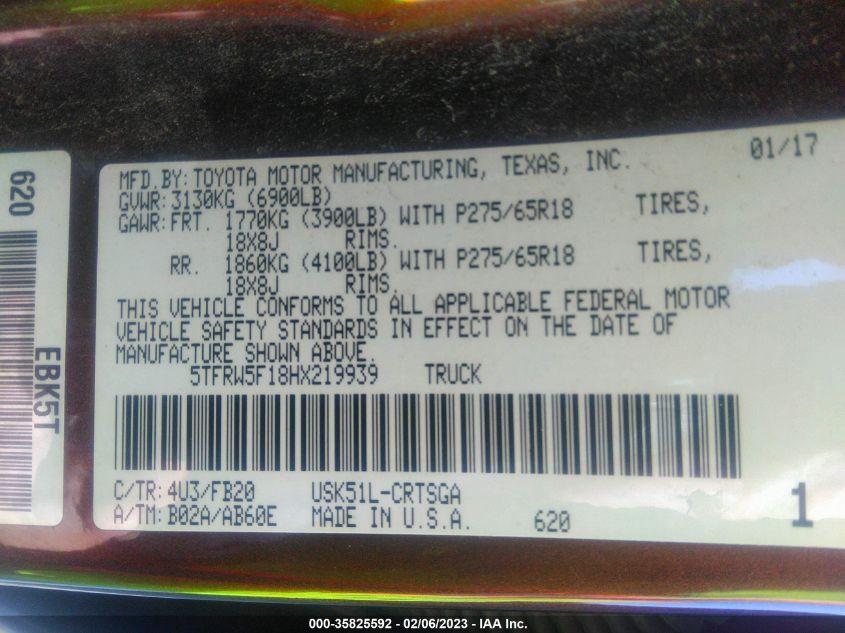 MFD.BY: TOYOTA MOTOR MANUFACTURING, TEXAS, INC. 01/17
GVWR: 3130KG (6900LB)
GAWR: FRT. 1770KG (3900LB) WITH P275/65R18 TIRES,
18X8J RIMS.
RR. 1860KG (4100LB) WITH P275/65R18 TIRES,
18X8J RIMS.
THIS VEHICLE CONFORMS TO ALL APPLICABLE FEDERAL MOTOR
VEHICLE SAFETY STANDARDS IN EFFECT ON THE DATE OF
MANUFACTURE SHOWN ABOVE.
5TFRW5F18HX219939 TRUCK
C/TR: 4U3/FB20 USK51L-CRTSGA
A/TM: B02A/AB60E MADE IN U.S.A. 620
1
620
EBK5T
000-35825592 — 02/06/2023 — IAA Inc.